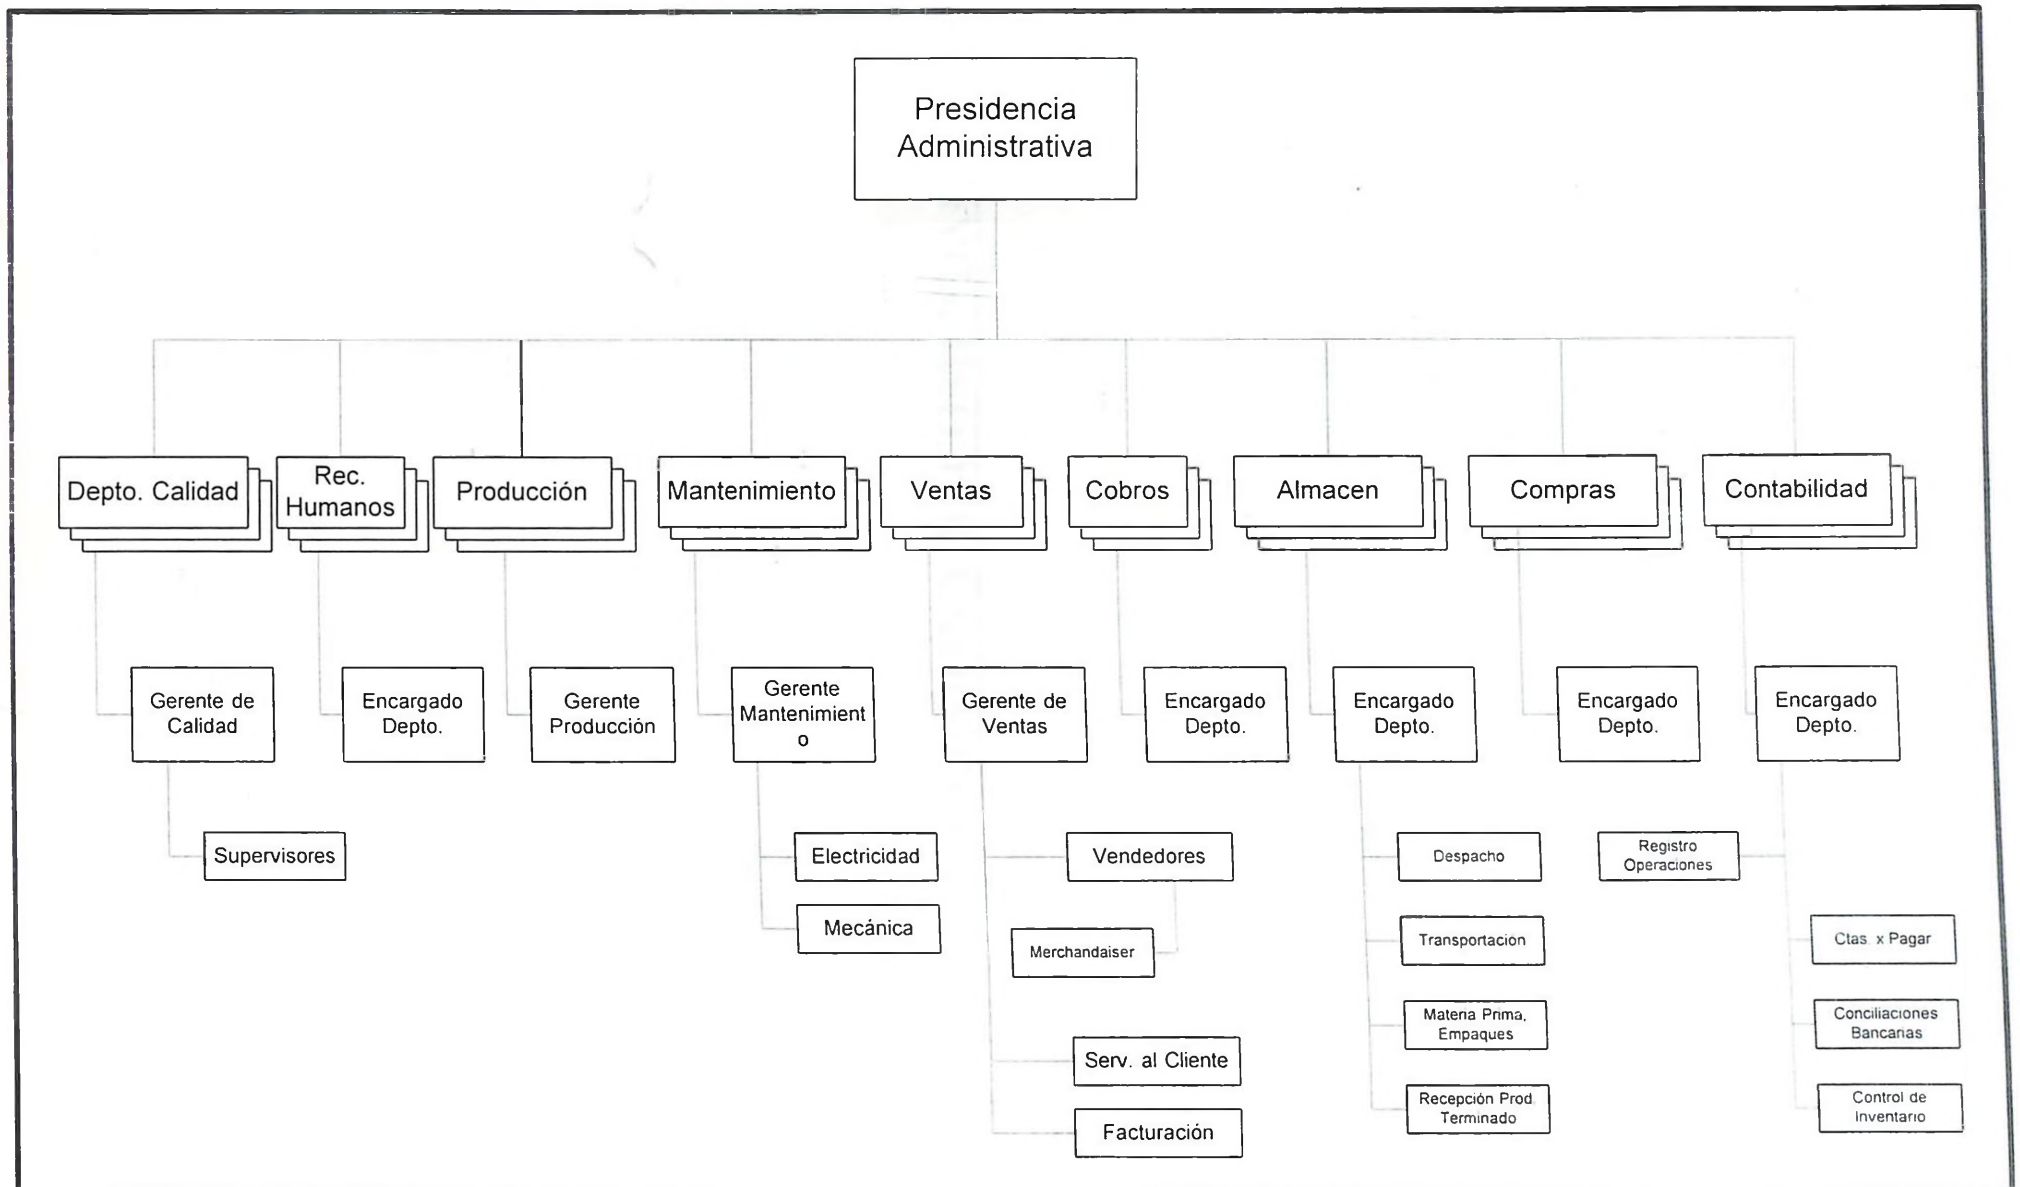 Presidencia
Administrativa
Depto. Calidad
Rec.
Humanos
Producción
Mantenimiento
Ventas
Cobros
Almacen
Compras
Contabilidad
Gerente de
Calidad
Encargado
Depto.
Gerente
Producción
Gerente
Mantenimient
o
Gerente de
Ventas
Encargado
Depto.
Encargado
Depto.
Encargado
Depto.
Encargado
Depto.
Supervisores
Electricidad
Mecánica
Vendedores
Merchandaiser
Serv. al Cliente
Facturación
Despacho
Transportacion
Materia Prima,
Empaques
Recepción Prod.
Terminado
Registro
Operaciones
Ctas. x Pagar
Conciliaciones
Bancarias
Control de
Inventario